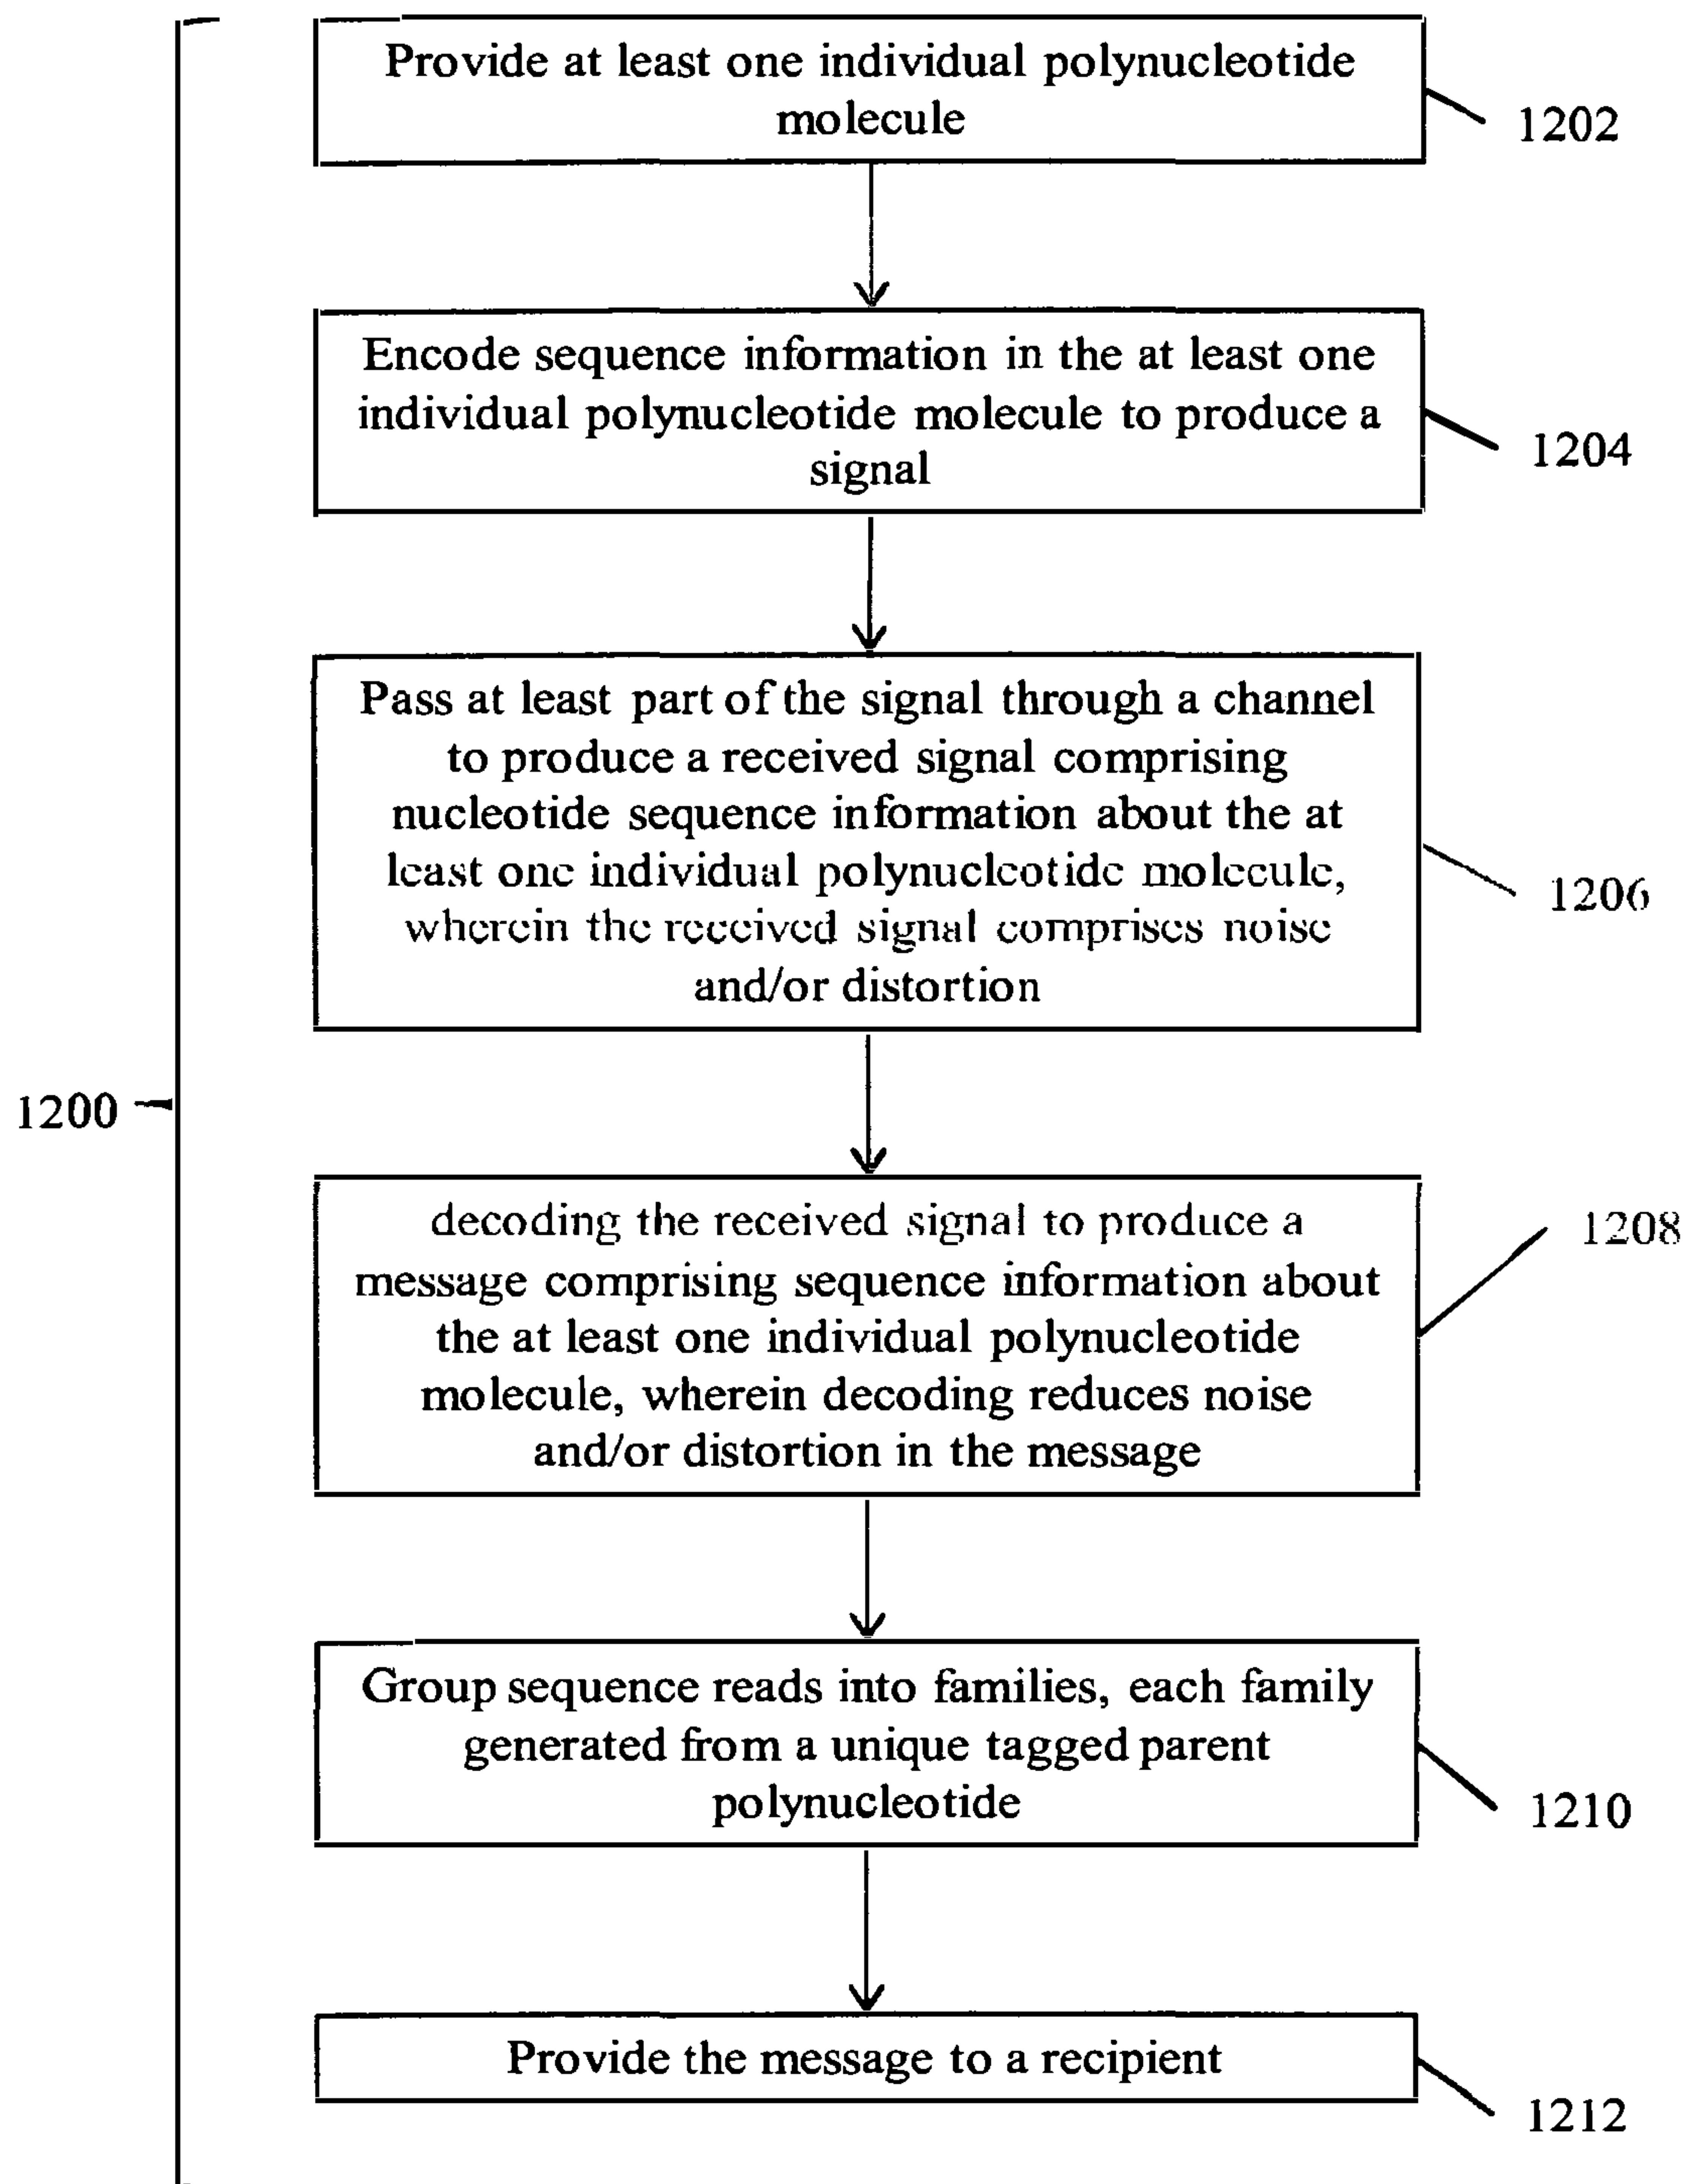 Provide at least one individual polynucleotide
molecule
1202
Encode sequence information in the at least one
individual polynucleotide molecule to produce a
signal
1204
Pass at least part of the signal through a channel
to produce a received signal comprising
nucleotide sequence information about the at
least one individual polynucleotide molecule,
wherein the received signal comprises noise
and/or distortion
1206
1200
decoding the received signal to produce a
message comprising sequence information about
the at least one individual polynucleotide
molecule, wherein decoding reduces noise
and/or distortion in the message
1208
Group sequence reads into families, each family
generated from a unique tagged parent
polynucleotide
1210
Provide the message to a recipient
1212